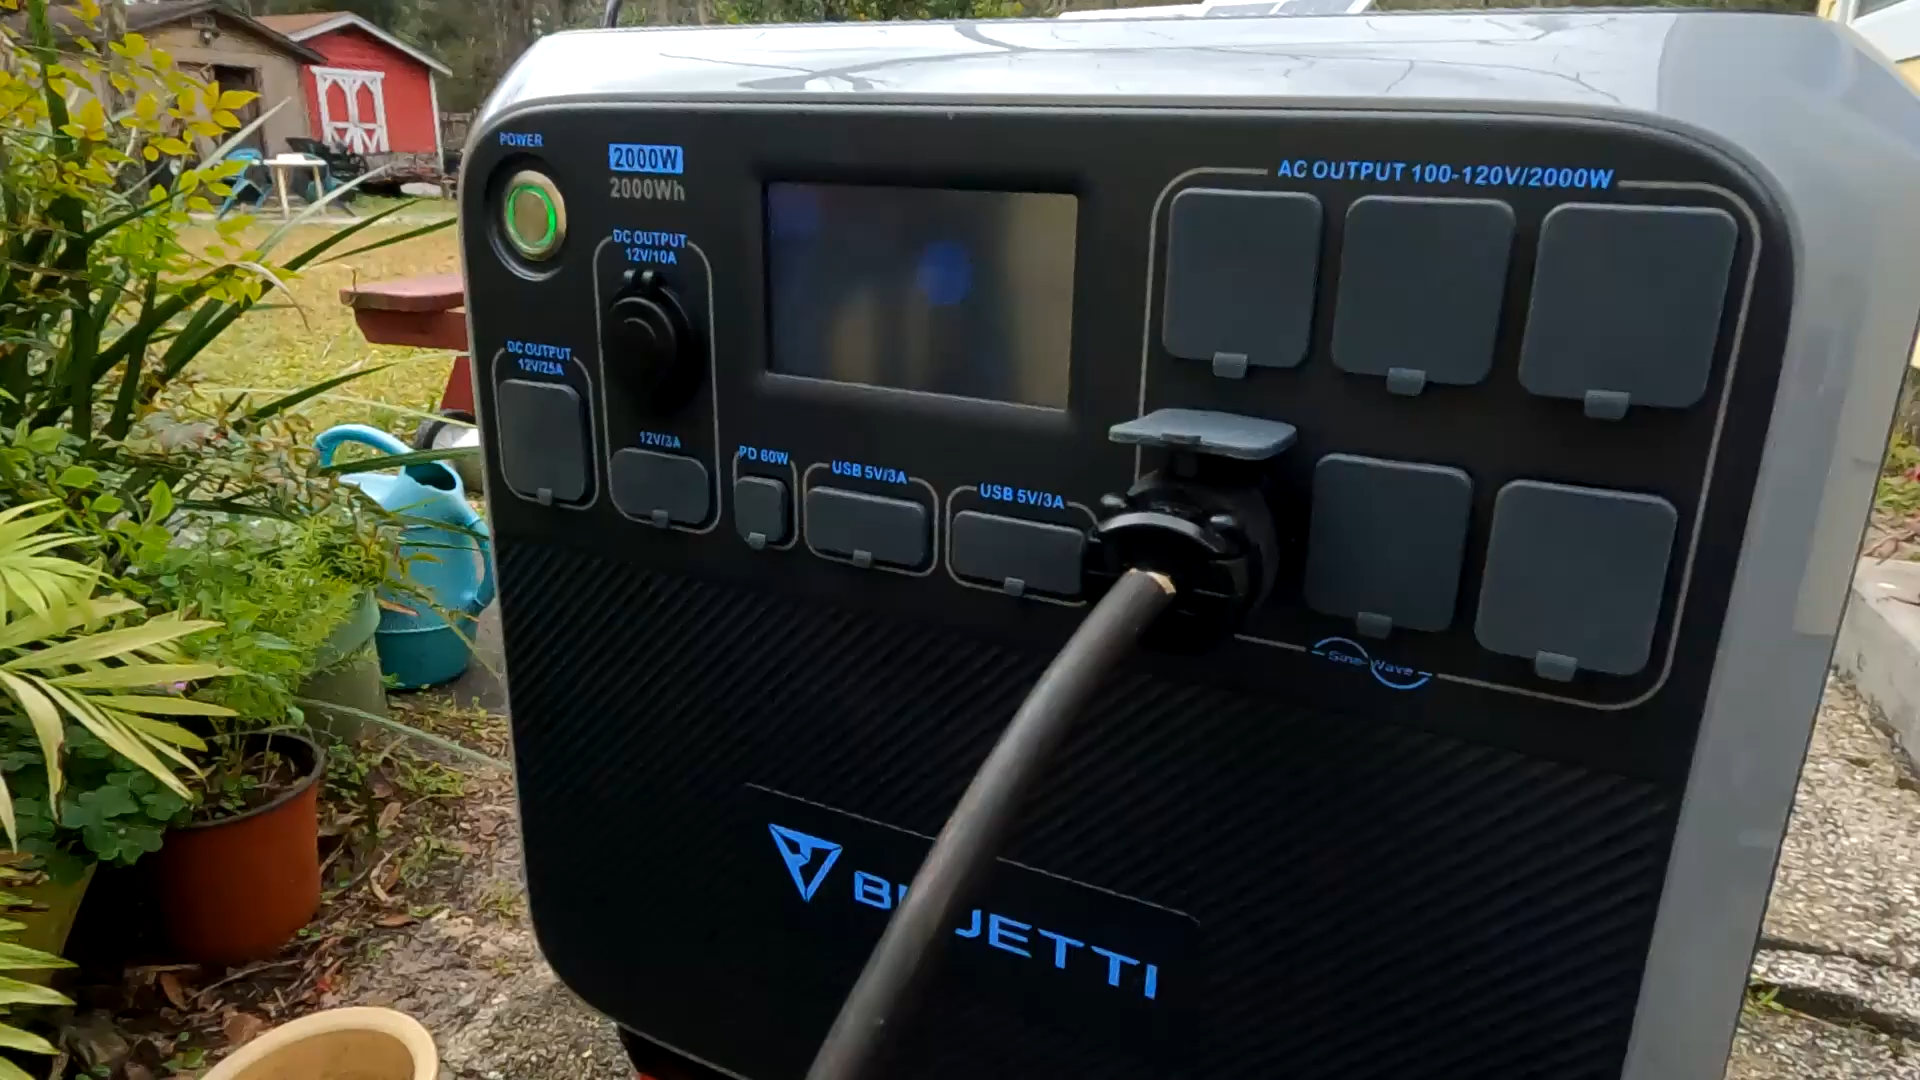 POWER
2000W
2000Wh
DC OUTPUT
12V/10A
DC OUTPUT
12V/25A
12V/3A
PD 60W
USB 5V/3A
USB 5V/3A
AC OUTPUT 100-120V/2000W
Sine-Wave
BLUETTI